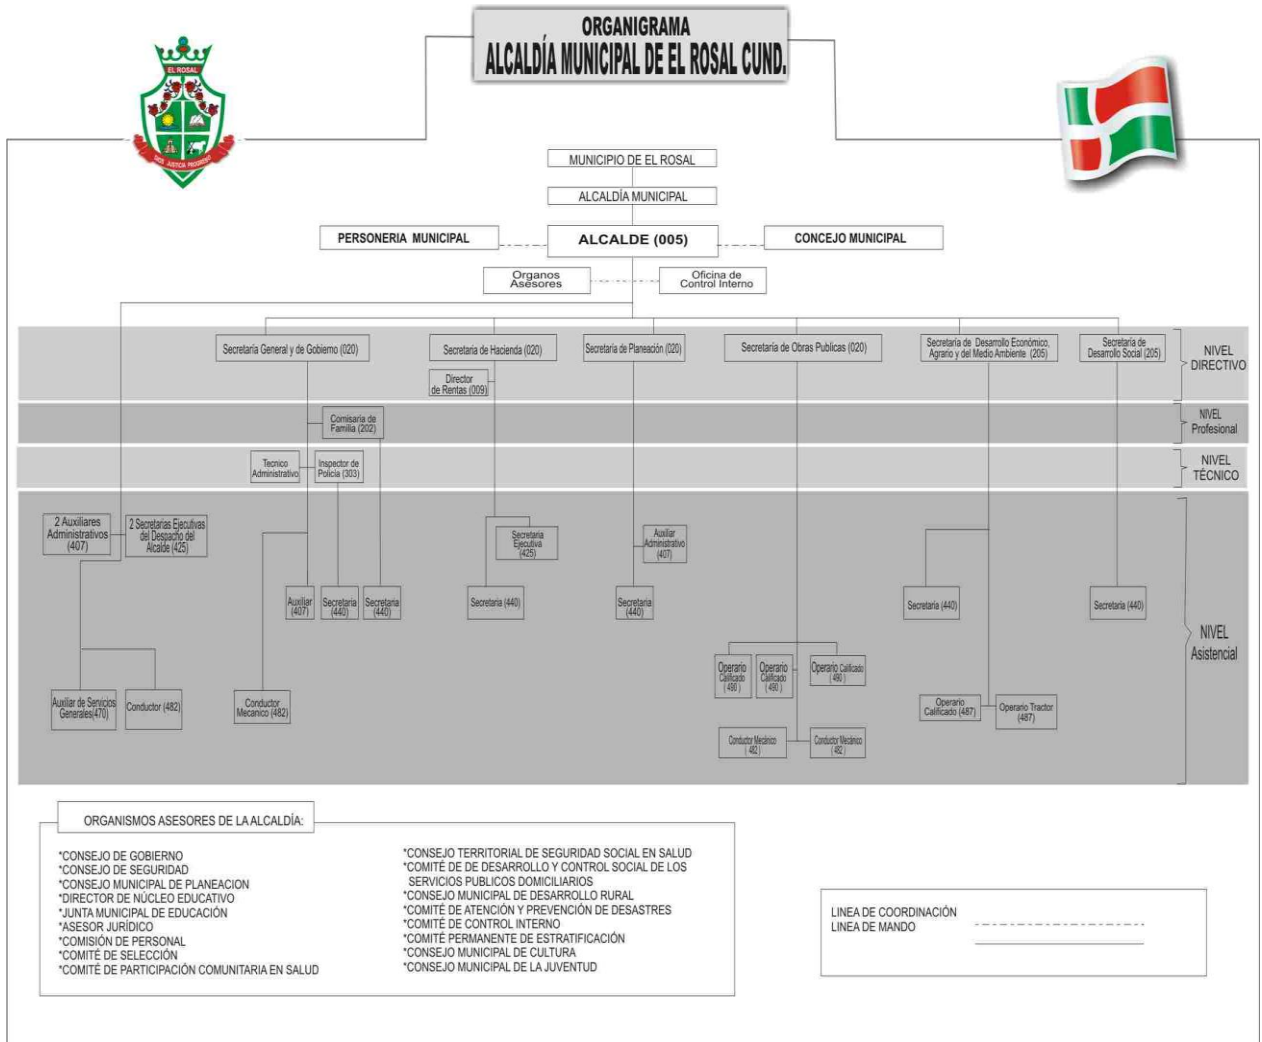 ORGANIGRAMA
ALCALDÍA MUNICIPAL DE EL ROSAL CUND.
EL ROSAL
DIOS JUSTICIA PROGRESO
MUNICIPIO DE EL ROSAL
ALCALDÍA MUNICIPAL
PERSONERIA MUNICIPAL
ALCALDE (005)
CONCEJO MUNICIPAL
Organos
Asesores
Oficina de
Control Interno
Secretaría General y de Gobierno (020)
Secretaria de Hacienda (020)
Secretaria de Planeación (020)
Secretaría de Obras Publicas (020)
Secretaría de Desarrollo Económico,
Agrario y del Medio Ambiente (205)
Secretaría de
Desarrollo Social (205)
NIVEL
DIRECTIVO
Director
de Rentas (009)
Comisaria de
Familia (202)
NIVEL
Profesional
Tecnico
Administrativo
Inspector de
Policía (303)
NIVEL
TÉCNICO
2 Auxiliares
Administrativos
(407)
2 Secretarias Ejecutivas
del Despacho del
Alcalde (425)
Secretaria
Ejecutiva
(425)
Auxiliar
Administrativo
(407)
Auxiliar
(407)
Secretaria
(440)
Secretaria
(440)
Secretaria (440)
Secretaria
(440)
Secretaría (440)
Secretaría (440)
NIVEL
Asistencial
Operario
Calificado
( 490 )
Operario
Calificado
( 490 )
Operario Calificado
( 490 )
Auxiliar de Servicios
Generales(470)
Conductor (482)
Conductor
Mecanico (482)
Operario
Calificado (487)
Operario Tractor
(487)
Conductor Mecánico
( 482 )
Conductor Mecánico
( 482 )
ORGANISMOS ASESORES DE LA ALCALDÍA:
*CONSEJO DE GOBIERNO
*CONSEJO DE SEGURIDAD
*CONSEJO MUNICIPAL DE PLANEACION
*DIRECTOR DE NÚCLEO EDUCATIVO
*JUNTA MUNICIPAL DE EDUCACIÓN
*ASESOR JURÍDICO
*COMISIÓN DE PERSONAL
*COMITÉ DE SELECCIÓN
*COMITÉ DE PARTICIPACIÓN COMUNITARIA EN SALUD
*CONSEJO TERRITORIAL DE SEGURIDAD SOCIAL EN SALUD
*COMITÉ DE DE DESARROLLO Y CONTROL SOCIAL DE LOS
SERVICIOS PUBLICOS DOMICILIARIOS
*CONSEJO MUNICIPAL DE DESARROLLO RURAL
*COMITÉ DE ATENCIÓN Y PREVENCIÓN DE DESASTRES
*COMITÉ DE CONTROL INTERNO
*COMITÉ PERMANENTE DE ESTRATIFICACIÓN
*CONSEJO MUNICIPAL DE CULTURA
*CONSEJO MUNICIPAL DE LA JUVENTUD
LINEA DE COORDINACIÓN
LINEA DE MANDO